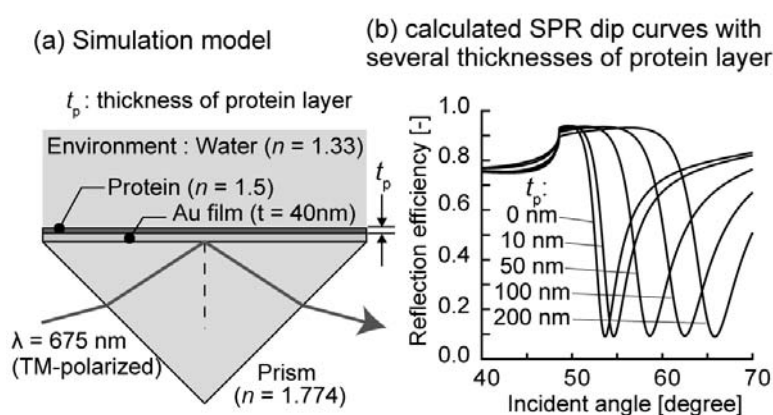 (a) Simulation model
tp : thickness of protein layer
Environment : Water (n = 1.33)
Protein (n = 1.5)
tp
Au film (t = 40nm)
λ = 675 nm
(TM-polarized)
Prism
(n = 1.774)
(b) calculated SPR dip curves with
several thicknesses of protein layer
Reflection efficiency [-]
1.0
0.8
0.6
0.4
0.2
0.0
tp:
0 nm
10 nm
50 nm
100 nm
200 nm
40 50 60 70
Incident angle [degree]